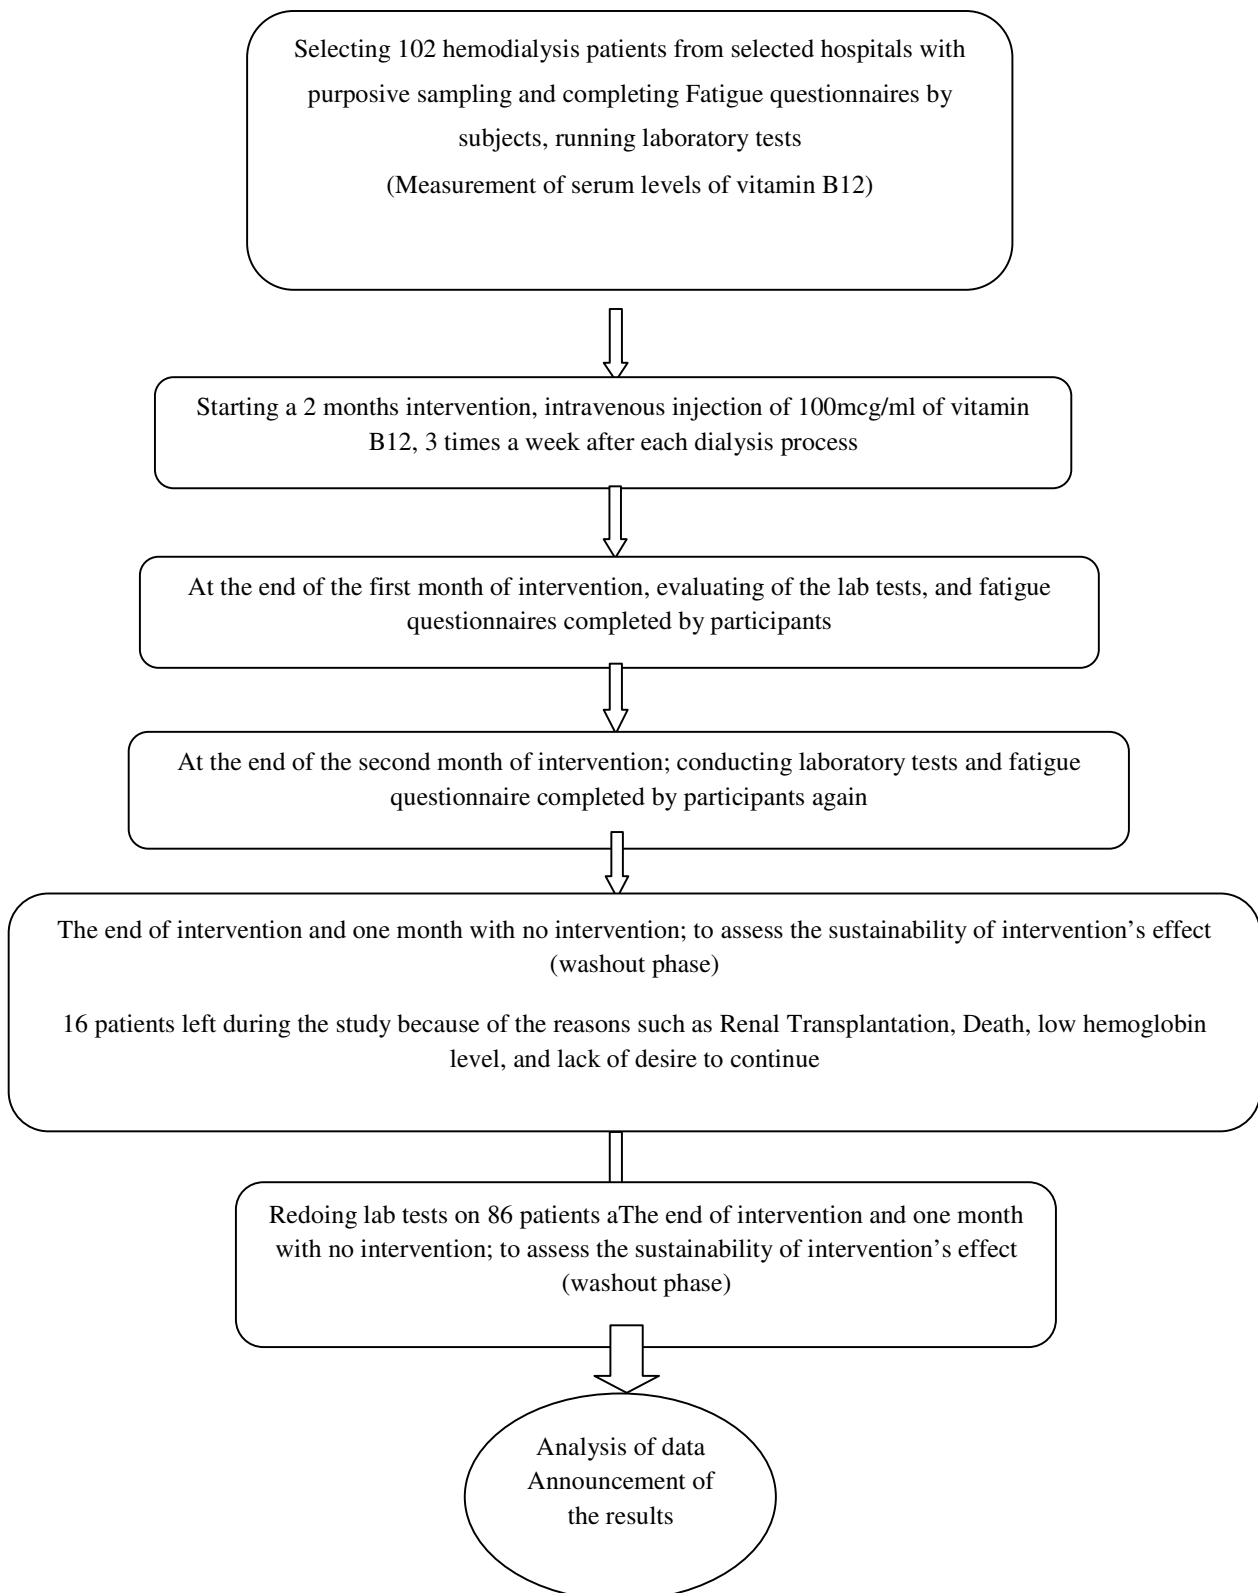 Selecting 102 hemodialysis patients from selected hospitals with
purposive sampling and completing Fatigue questionnaires by
subjects, running laboratory tests
(Measurement of serum levels of vitamin B12)
Starting a 2 months intervention, intravenous injection of 100mcg/ml of vitamin
B12, 3 times a week after each dialysis process
At the end of the first month of intervention, evaluating of the lab tests, and fatigue
questionnaires completed by participants
At the end of the second month of intervention; conducting laboratory tests and fatigue
questionnaire completed by participants again
The end of intervention and one month with no intervention; to assess the sustainability of intervention’s effect
(washout phase)
16 patients left during the study because of the reasons such as Renal Transplantation, Death, low hemoglobin
level, and lack of desire to continue
Redoing lab tests on 86 patients aThe end of intervention and one month
with no intervention; to assess the sustainability of intervention’s effect
(washout phase)
Analysis of data
Announcement of
the results